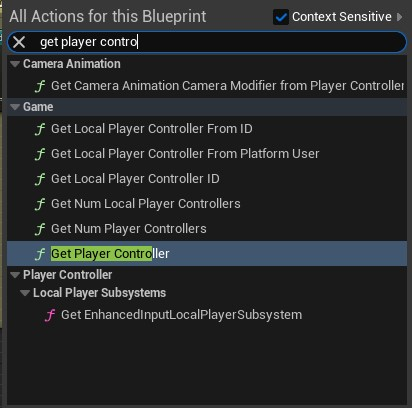 All Actions for this Blueprint Context Sensitive
get player contro
Camera Animation
Get Camera Animation Camera Modifier from Player Controller
Game
Get Local Player Controller From ID
Get Local Player Controller From Platform User
Get Local Player Controller ID
Get Num Local Player Controllers
Get Num Player Controllers
Get Player Controller
Player Controller
Local Player Subsystems
Get EnhancedInputLocalPlayerSubsystem